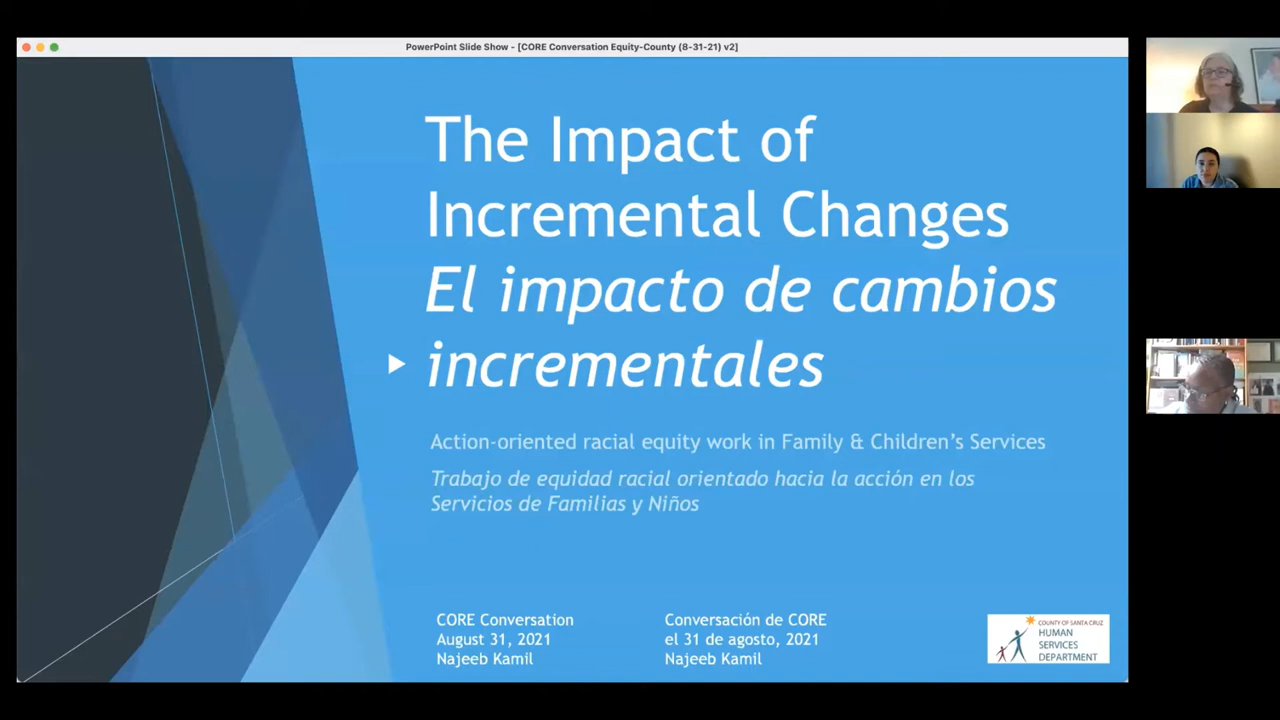 PowerPoint Slide Show - [CORE Conversation Equity-County (8-31-21) v2]
The Impact of
Incremental Changes
El impacto de cambios
incrementales
Action-oriented racial equity work in Family & Children's Services
Trabajo de equidad racial orientado hacia la acción en los
Servicios de Familias y Niños
CORE Conversation
August 31, 2021
Najeeb Kamil
Conversación de CORE
el 31 de agosto, 2021
Najeeb Kamil
COUNTY OF SANTA CRUZ
HUMAN
SERVICES
DEPARTMENT